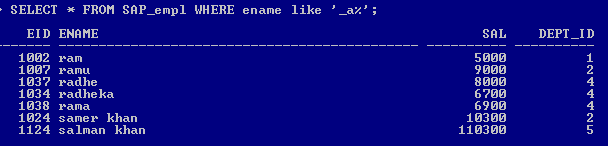 > SELECT * FROM SAP_empl WHERE ename like '_a%';
EID ENAME SAL DEPT_ID
1002 ram 5000 1
1007 ramu 9000 2
1037 radhe 8000 4
1034 radheka 6700 4
1038 rama 6900 4
1024 samer khan 10300 2
1124 salman khan 110300 5